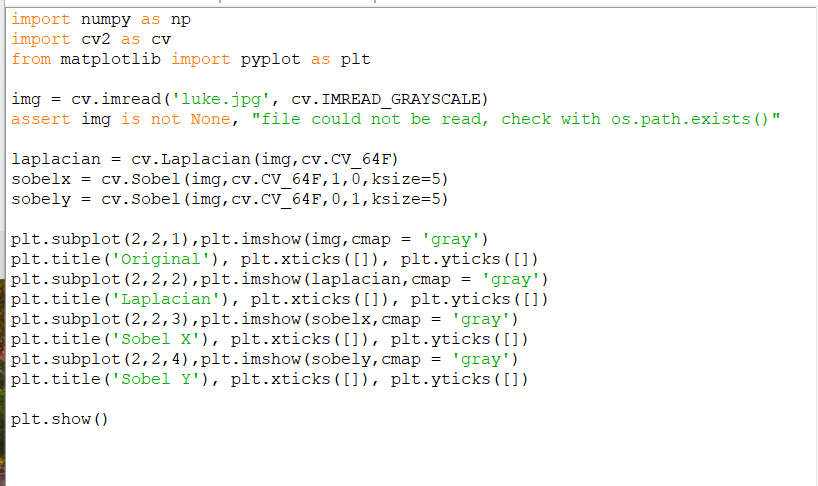 import numpy as np
import cv2 as cv
from matplotlib import pyplot as plt

img = cv.imread('luke.jpg', cv.IMREAD_GRAYSCALE)
assert img is not None, "file could not be read, check with os.path.exists()"

laplacian = cv.Laplacian(img,cv.CV_64F)
sobelx = cv.Sobel(img,cv.CV_64F,1,0,ksize=5)
sobely = cv.Sobel(img,cv.CV_64F,0,1,ksize=5)

plt.subplot(2,2,1),plt.imshow(img,cmap = 'gray')
plt.title('Original'), plt.xticks([]), plt.yticks([])
plt.subplot(2,2,2),plt.imshow(laplacian,cmap = 'gray')
plt.title('Laplacian'), plt.xticks([]), plt.yticks([])
plt.subplot(2,2,3),plt.imshow(sobelx,cmap = 'gray')
plt.title('Sobel X'), plt.xticks([]), plt.yticks([])
plt.subplot(2,2,4),plt.imshow(sobely,cmap = 'gray')
plt.title('Sobel Y'), plt.xticks([]), plt.yticks([])

plt.show()